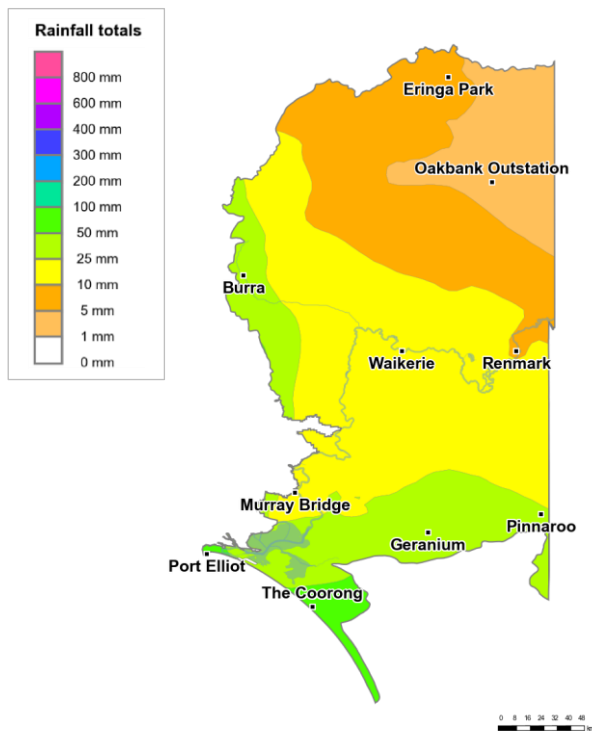 Rainfall totals
800 mm
600 mm
400 mm
300 mm
200 mm
100 mm
50 mm
25 mm
10 mm
5 mm
1 mm
0 mm
Eringa Park
Oakbank Outstation
Burra
Waikerie
Renmark
Murray Bridge
Pinnaroo
Geranium
Port Elliot
The Coorong
0 8 16 24 32 40 48